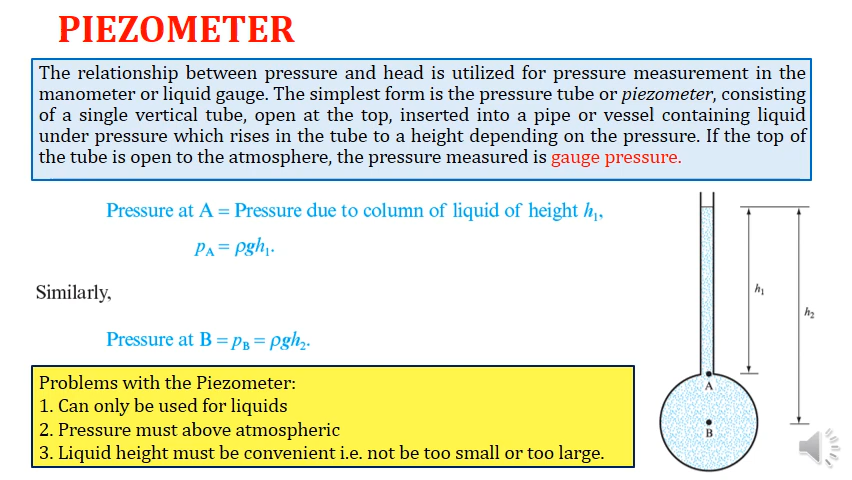 PIEZOMETER
The relationship between pressure and head is utilized for pressure measurement in the
manometer or liquid gauge. The simplest form is the pressure tube or piezometer, consisting
of a single vertical tube, open at the top, inserted into a pipe or vessel containing liquid
under pressure which rises in the tube to a height depending on the pressure. If the top of
the tube is open to the atmosphere, the pressure measured is gauge pressure.
Pressure at A = Pressure due to column of liquid of height h₁,
pA = ρgh₁.
Similarly,
Pressure at B = pB = ρgh₂.
Problems with the Piezometer:
1. Can only be used for liquids
2. Pressure must above atmospheric
3. Liquid height must be convenient i.e. not be too small or too large.
h₁
h₂
A
B